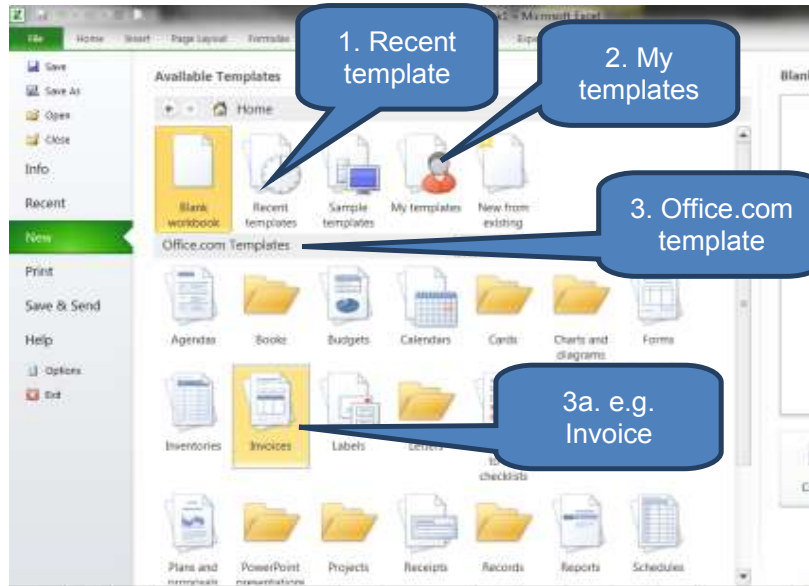 Microsoft Excel
File Home Insert Page Layout Formulas
1. Recent
template
2. My
templates
Save
Save As
Open
Close
Info
Recent
New
Print
Save & Send
Help
Options
Exit
Available Templates
Home
Blank workbook
Recent templates
Sample templates
My templates
New from existing
3. Office.com
template
Office.com Templates
Agendas Books Budgets Calendars Cards Charts and diagrams Forms
3a. e.g.
Invoice
Inventories Invoices Labels Letters
checklists
Plans and proposals PowerPoint presentations Projects Receipts Records Reports Schedules